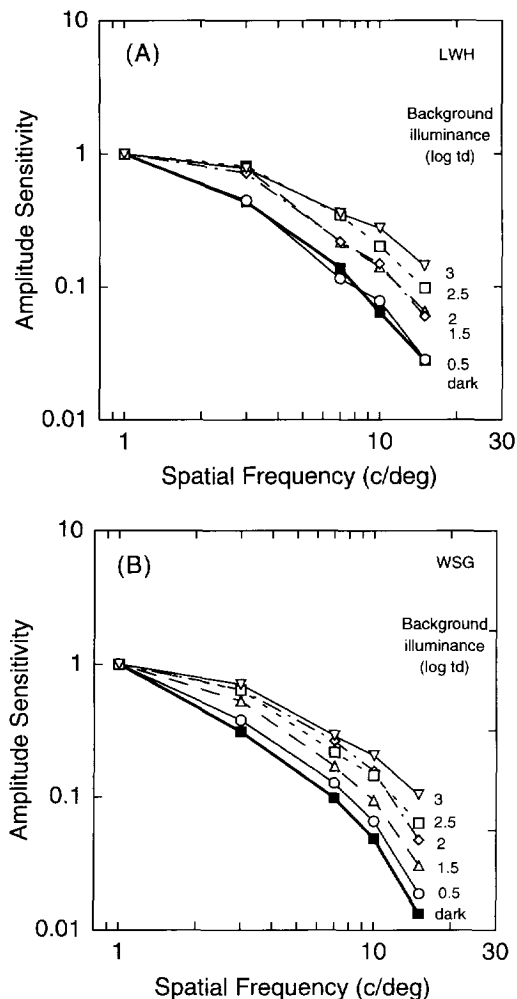 (A)
LWH
Background
illuminance
(log td)
Amplitude Sensitivity
10
1
0.1
0.01
3
2.5
2
1.5
0.5
dark
1
10
30
Spatial Frequency (c/deg)
(B)
WSG
Background
illuminance
(log td)
Amplitude Sensitivity
10
1
0.1
0.01
3
2.5
2
1.5
0.5
dark
1
10
30
Spatial Frequency (c/deg)